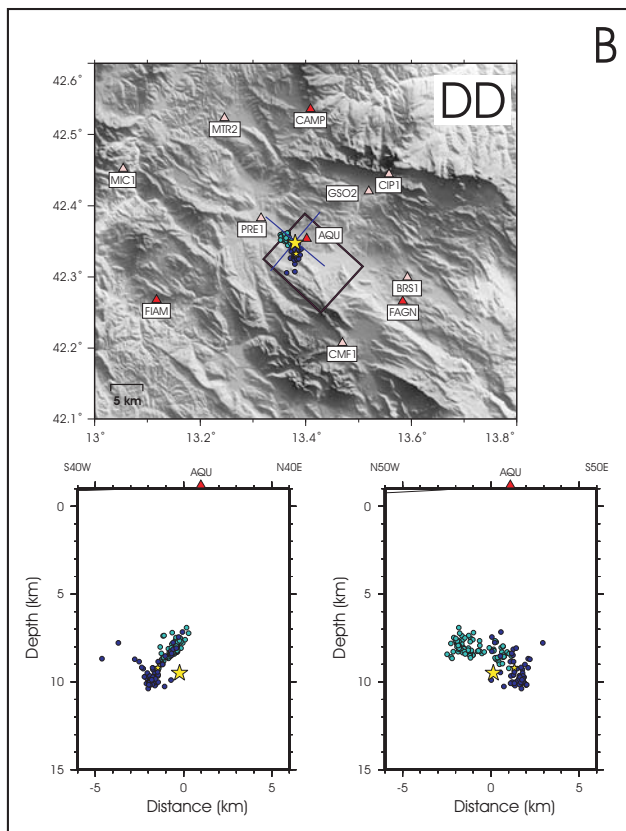 B
DD
42.6°
42.5°
42.4°
42.3°
42.2°
42.1°
CAMP
MTR2
MIC1
CIP1
GSO2
PRE1
AQU
BRS1
FIAM
FAGN
CMF1
5 km
13° 13.2° 13.4° 13.6° 13.8°
S40W AQU N40E
0
5
10
15
Depth (km)
-5 0 5
Distance (km)
N50W AQU S50E
0
5
10
15
Depth (km)
-5 0 5
Distance (km)